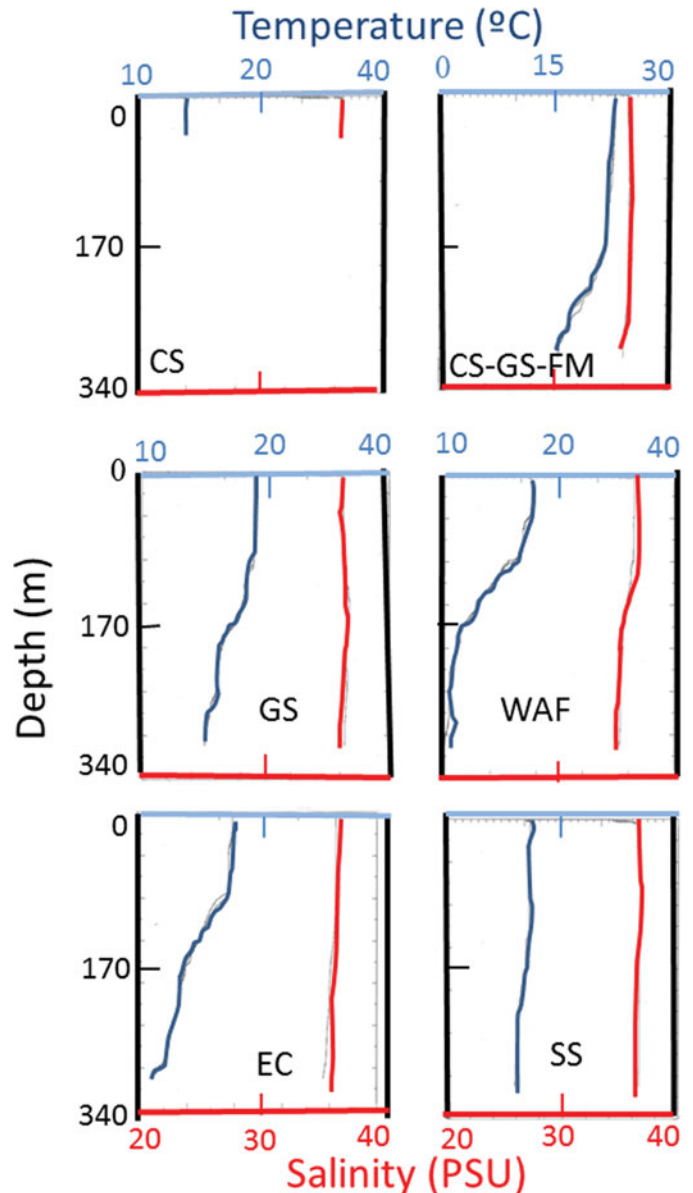 Temperature (ºC)
10 20 40 0 15 30
0
170
340
CS CS-GS-FM
10 20 40 10 20 40
0
170
340
GS WAF
Depth (m)
0
170
340
EC SS
20 30 40 20 30 40
Salinity (PSU)